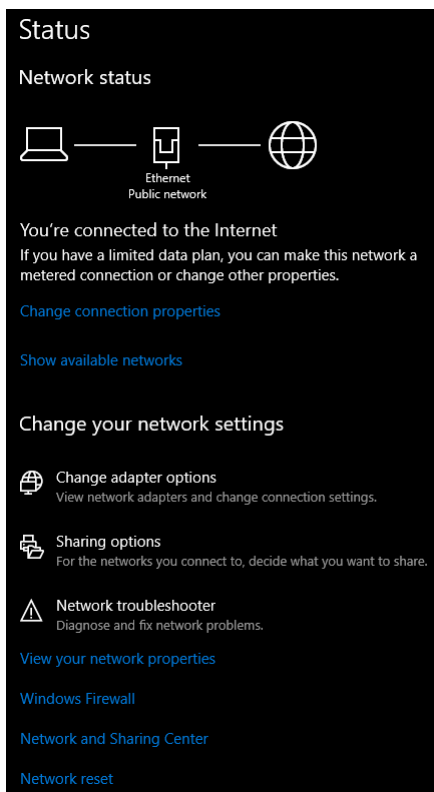 Status
Network status
Ethernet
Public network
You're connected to the Internet
If you have a limited data plan, you can make this network a
metered connection or change other properties.
Change connection properties
Show available networks
Change your network settings
Change adapter options
View network adapters and change connection settings.
Sharing options
For the networks you connect to, decide what you want to share.
Network troubleshooter
Diagnose and fix network problems.
View your network properties
Windows Firewall
Network and Sharing Center
Network reset